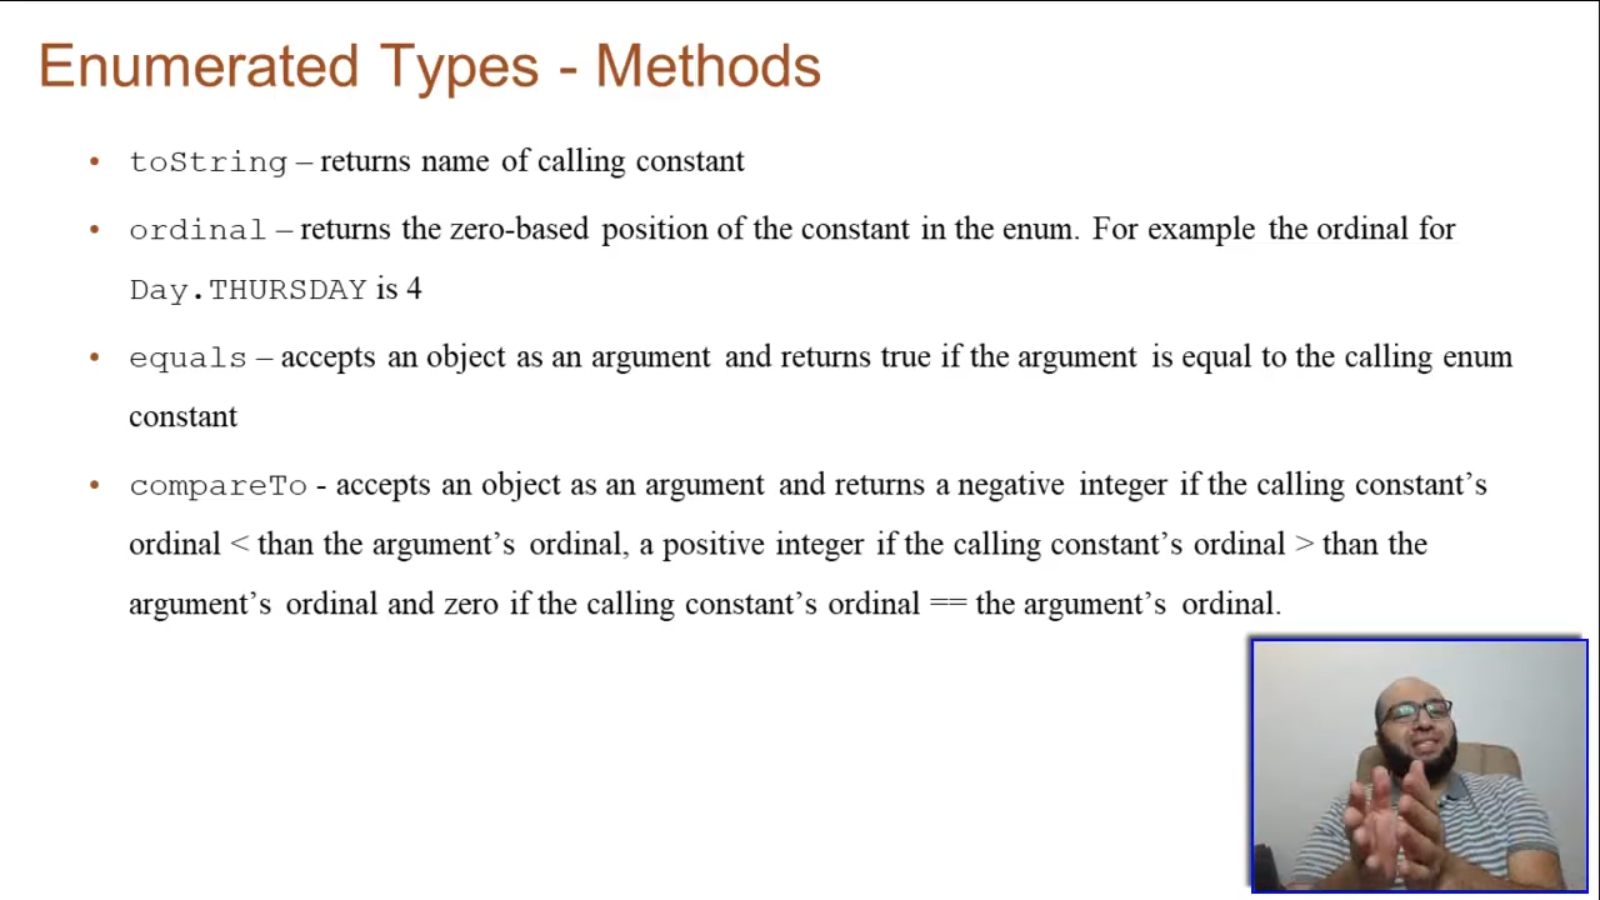 Enumerated Types - Methods
• toString – returns name of calling constant
• ordinal – returns the zero-based position of the constant in the enum. For example the ordinal for
Day.THURSDAY is 4
• equals – accepts an object as an argument and returns true if the argument is equal to the calling enum
constant
• compareTo - accepts an object as an argument and returns a negative integer if the calling constant’s
ordinal < than the argument’s ordinal, a positive integer if the calling constant’s ordinal > than the
argument’s ordinal and zero if the calling constant’s ordinal == the argument’s ordinal.